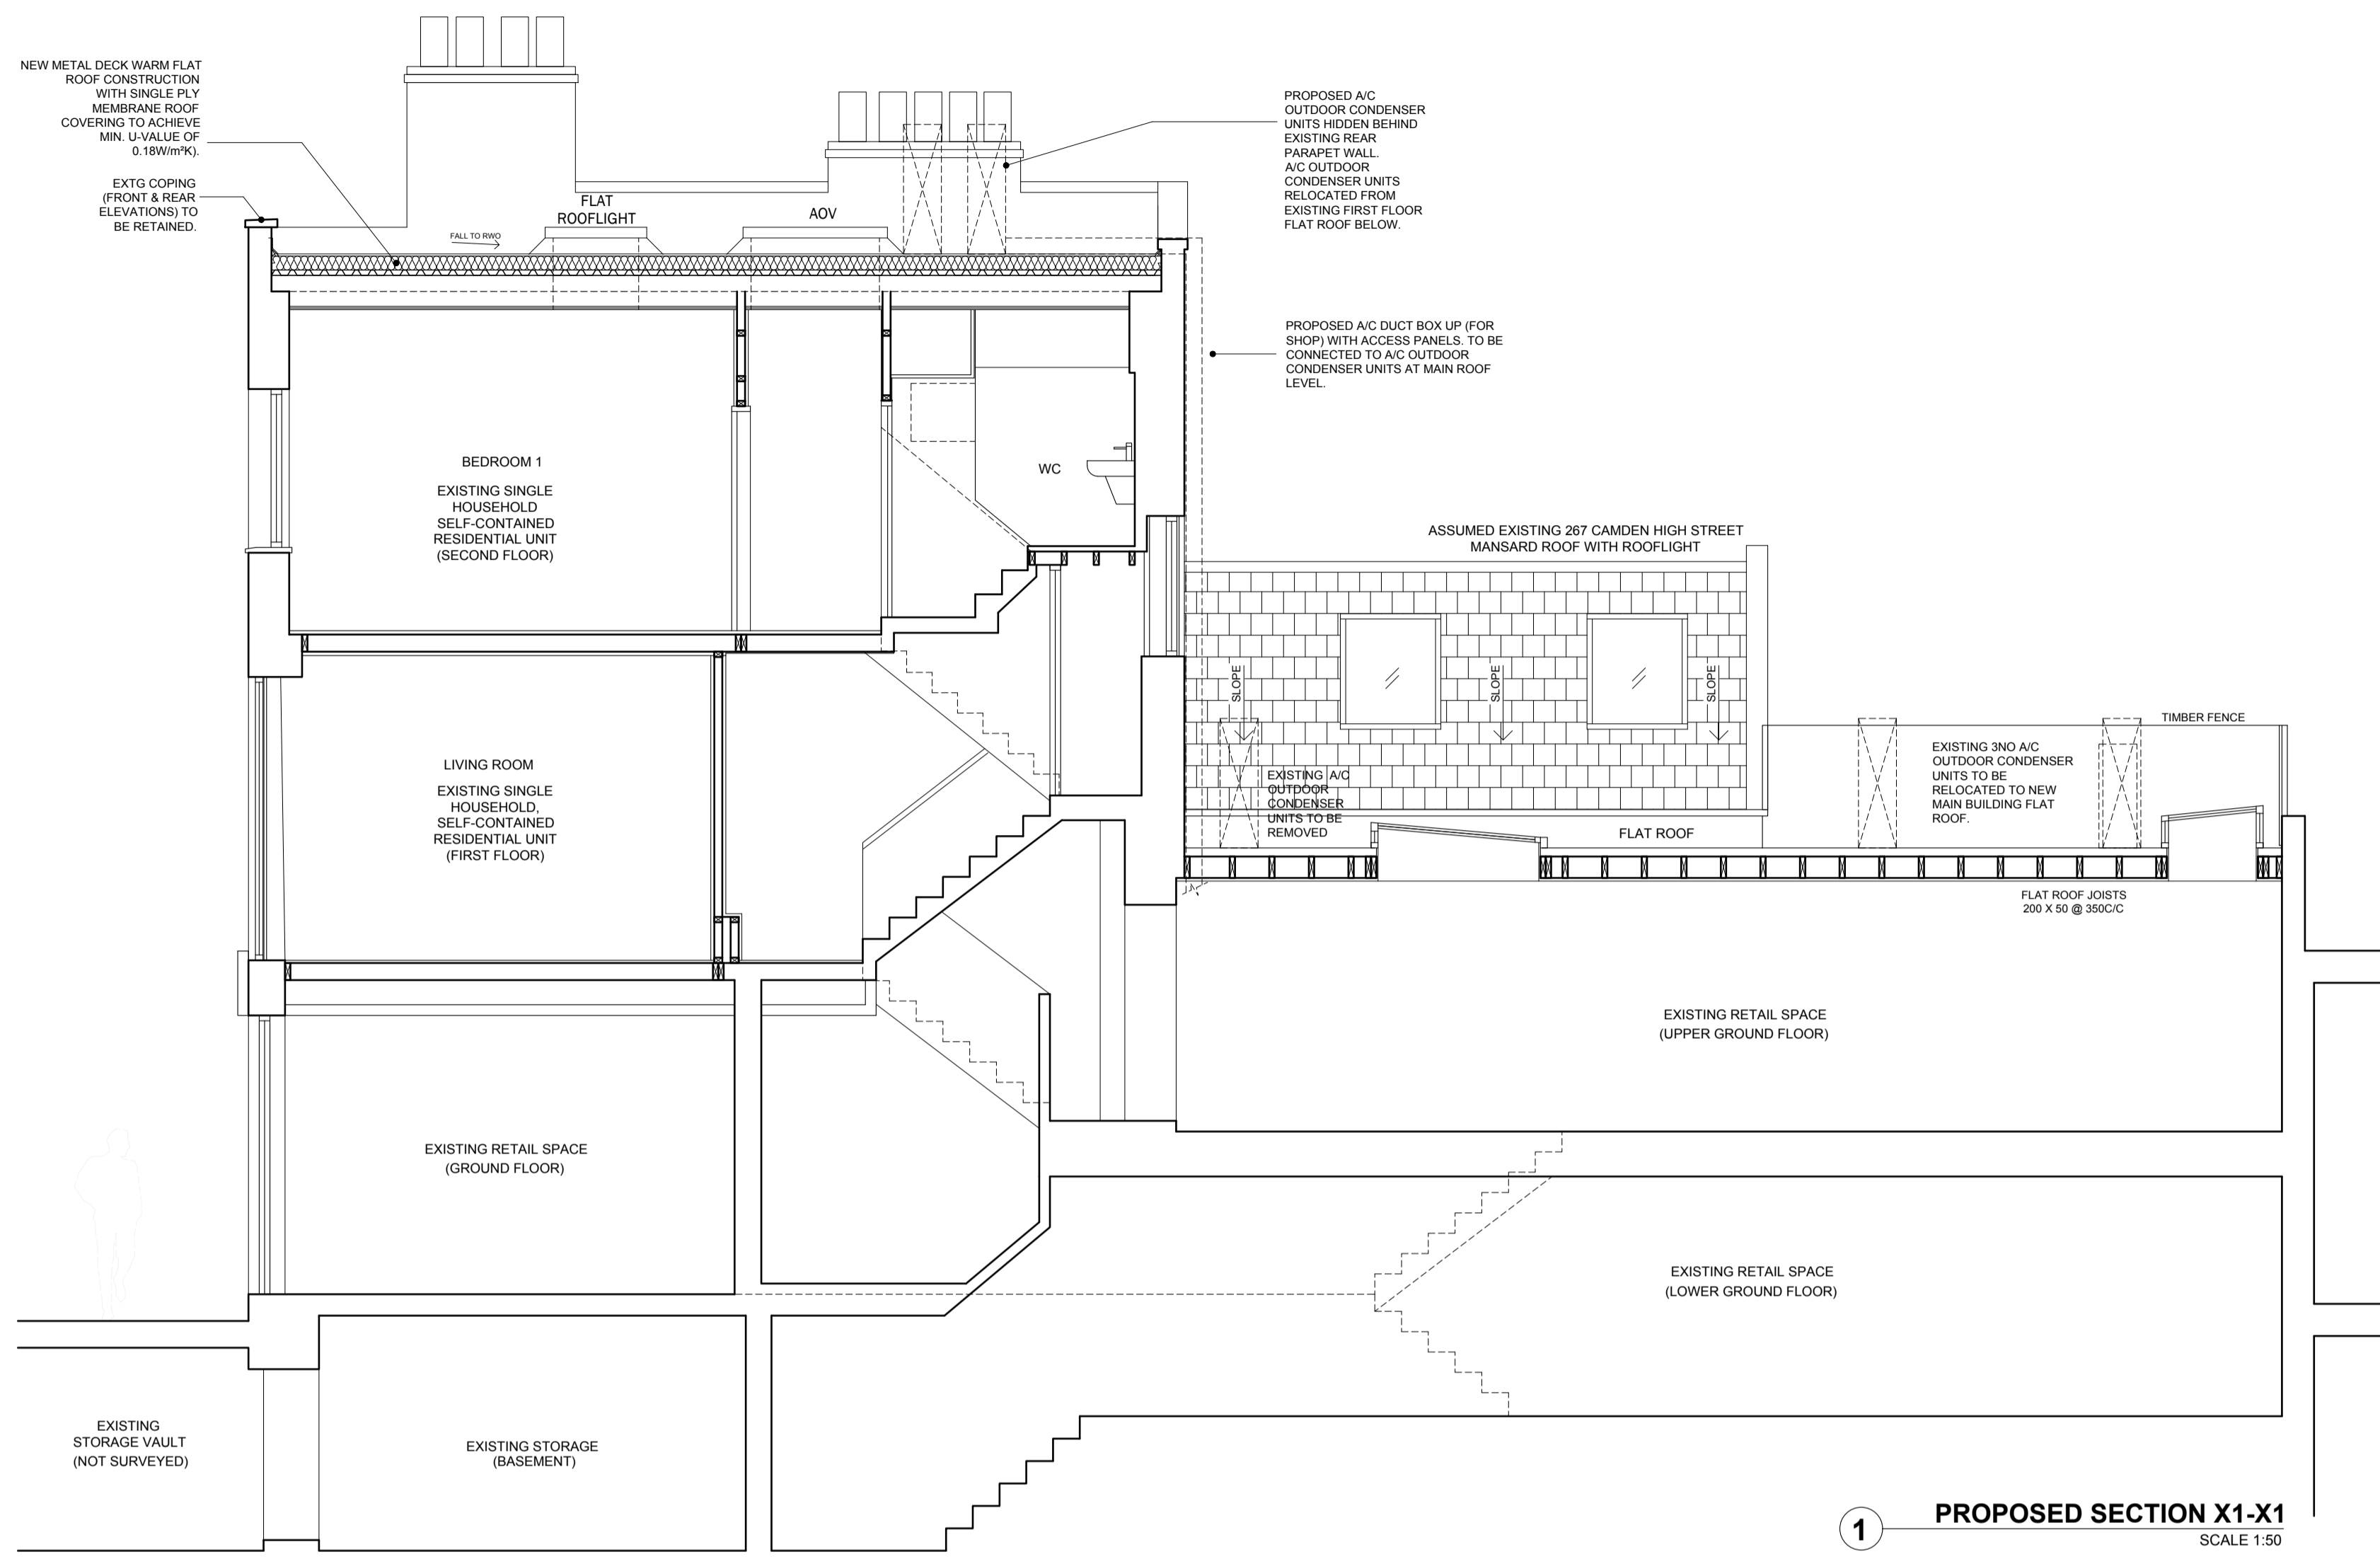 NEW METAL DECK WARM FLAT
ROOF CONSTRUCTION
WITH SINGLE PLY
MEMBRANE ROOF
COVERING TO ACHIEVE
MIN. U-VALUE OF
0.18W/m²K).
EXTG COPING
(FRONT & REAR
ELEVATIONS) TO
BE RETAINED.
FALL TO RWO
FLAT
ROOFLIGHT
AOV
PROPOSED A/C
OUTDOOR CONDENSER
UNITS HIDDEN BEHIND
EXISTING REAR
PARAPET WALL.
A/C OUTDOOR
CONDENSER UNITS
RELOCATED FROM
EXISTING FIRST FLOOR
FLAT ROOF BELOW.
PROPOSED A/C DUCT BOX UP (FOR
SHOP) WITH ACCESS PANELS. TO BE
CONNECTED TO A/C OUTDOOR
CONDENSER UNITS AT MAIN ROOF
LEVEL.
BEDROOM 1
EXISTING SINGLE
HOUSEHOLD
SELF-CONTAINED
RESIDENTIAL UNIT
(SECOND FLOOR)
WC
ASSUMED EXISTING 267 CAMDEN HIGH STREET
MANSARD ROOF WITH ROOFLIGHT
SLOPE
SLOPE
SLOPE
TIMBER FENCE
LIVING ROOM
EXISTING SINGLE
HOUSEHOLD,
SELF-CONTAINED
RESIDENTIAL UNIT
(FIRST FLOOR)
EXISTING A/C
OUTDOOR
CONDENSER
UNITS TO BE
REMOVED
FLAT ROOF
EXISTING 3NO A/C
OUTDOOR CONDENSER
UNITS TO BE
RELOCATED TO NEW
MAIN BUILDING FLAT
ROOF.
FLAT ROOF JOISTS
200 X 50 @ 350C/C
EXISTING RETAIL SPACE
(UPPER GROUND FLOOR)
EXISTING RETAIL SPACE
(GROUND FLOOR)
EXISTING RETAIL SPACE
(LOWER GROUND FLOOR)
EXISTING
STORAGE VAULT
(NOT SURVEYED)
EXISTING STORAGE
(BASEMENT)
1
PROPOSED SECTION X1-X1
SCALE 1:50